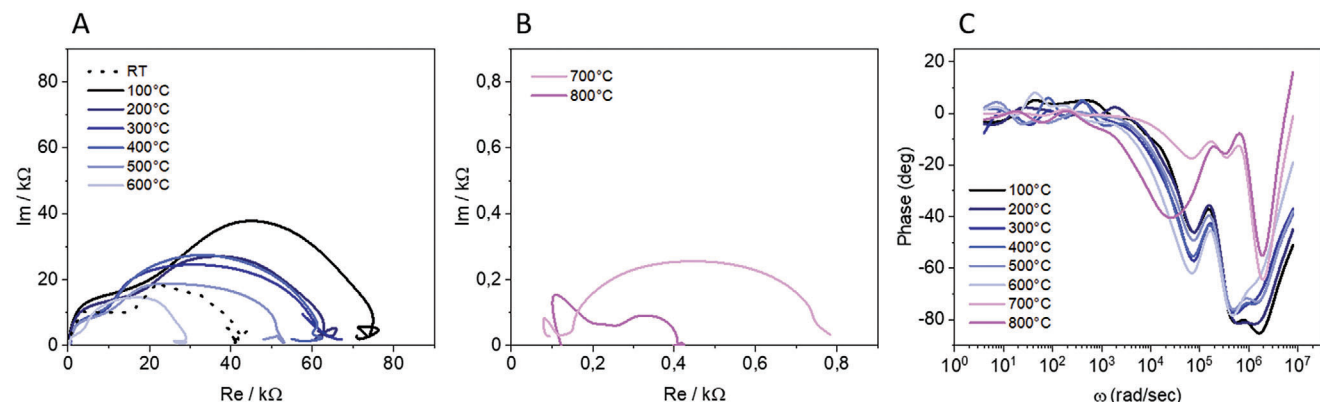 A
B
C
RT
100°C
200°C
300°C
400°C
500°C
600°C
80
60
40
20
0
0 20 40 60 80
Im / kΩ
Re / kΩ
700°C
800°C
0,8
0,6
0,4
0,2
0
0 0,2 0,4 0,6 0,8
Im / kΩ
Re / kΩ
20
0
-20
-40
-60
-80
100°C
200°C
300°C
400°C
500°C
600°C
700°C
800°C
10⁰ 10¹ 10² 10³ 10⁴ 10⁵ 10⁶ 10⁷
Phase (deg)
ω (rad/sec)